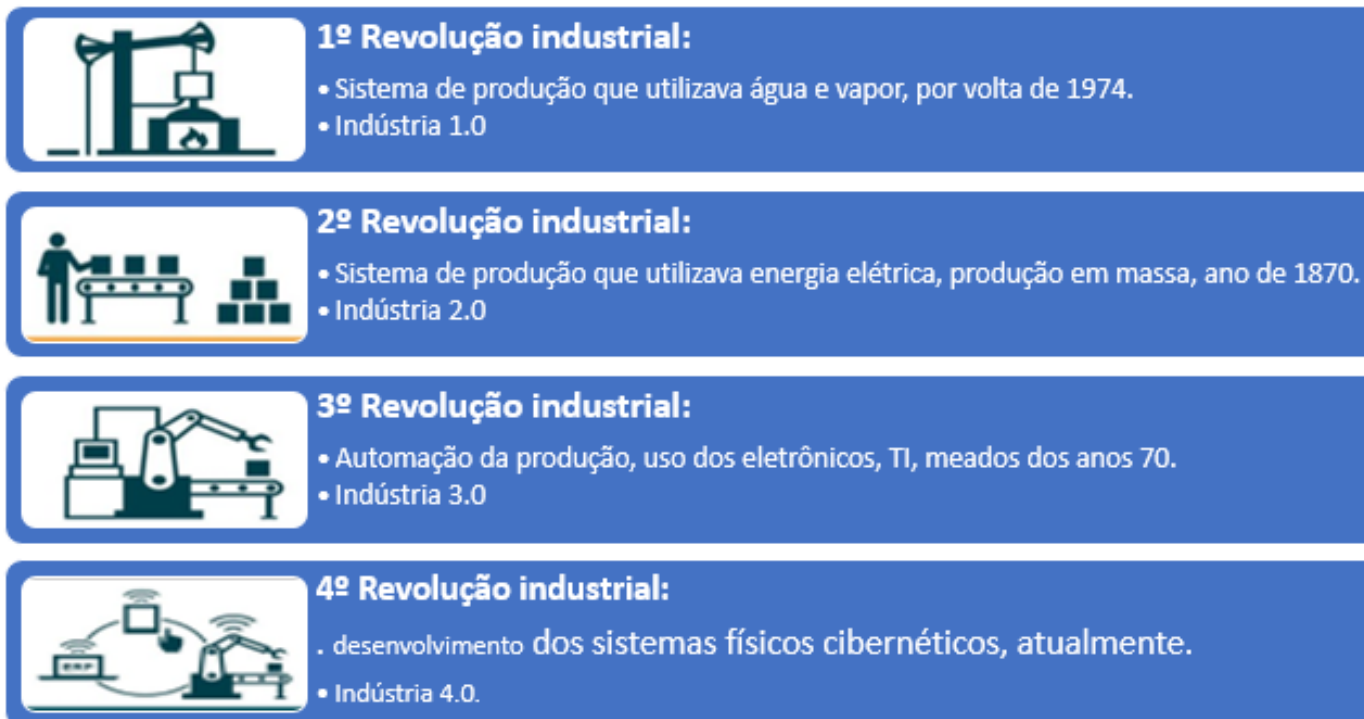 1º Revolução industrial:
• Sistema de produção que utilizava água e vapor, por volta de 1974.
• Indústria 1.0
2º Revolução industrial:
• Sistema de produção que utilizava energia elétrica, produção em massa, ano de 1870.
• Indústria 2.0
3º Revolução industrial:
• Automação da produção, uso dos eletrônicos, TI, meados dos anos 70.
• Indústria 3.0
4º Revolução industrial:
. desenvolvimento dos sistemas físicos cibernéticos, atualmente.
ERP
• Indústria 4.0.